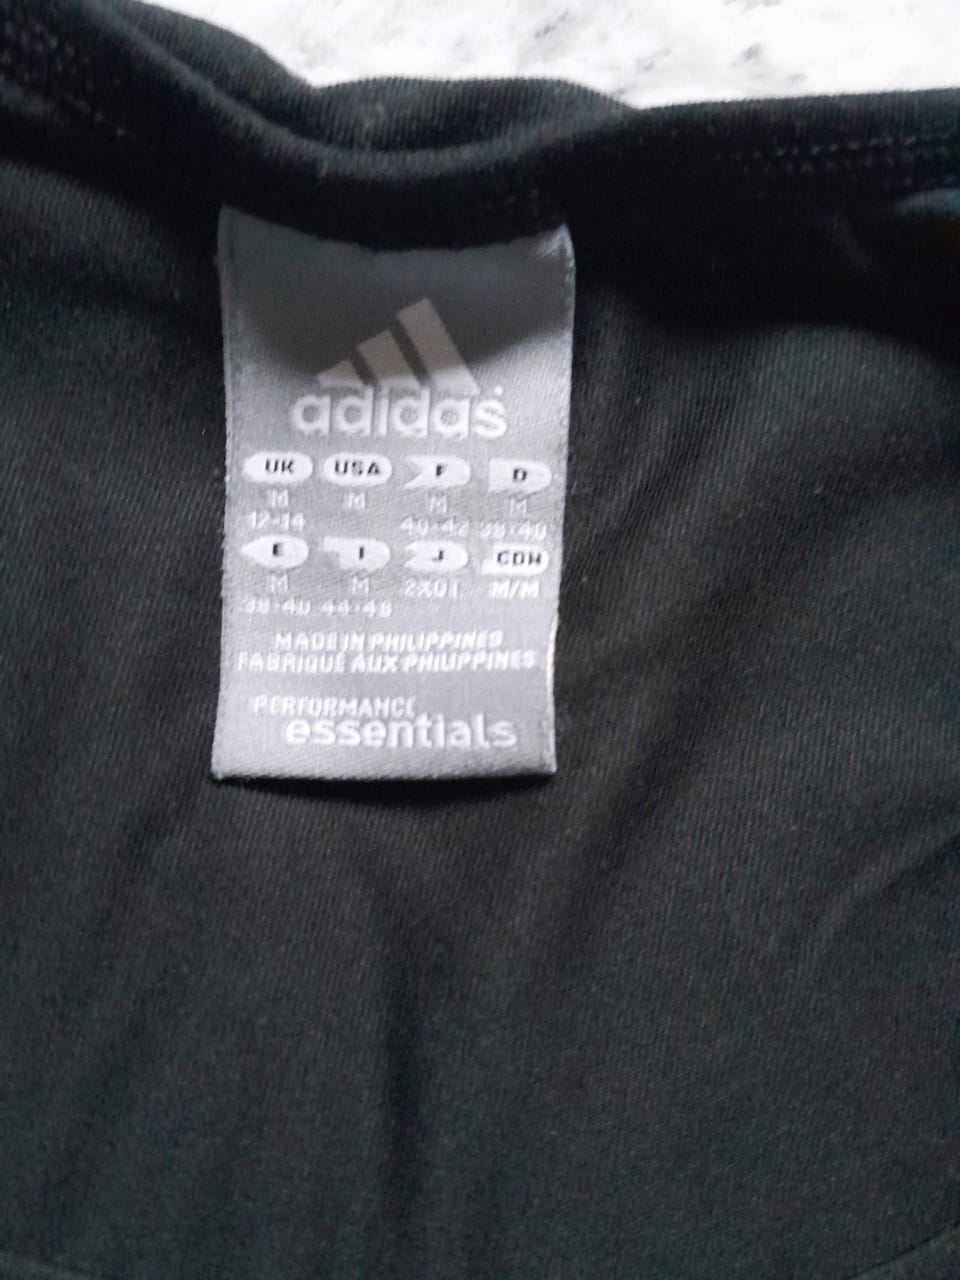 adidas
UK USA F D
M M M M
12-14 40-42 38-40
E I J CDN
M M 2XOT M/M
38-40 44-46
MADE IN PHILIPPINES
FABRIQUÉ AUX PHILIPPINES
PERFORMANCE
essentials